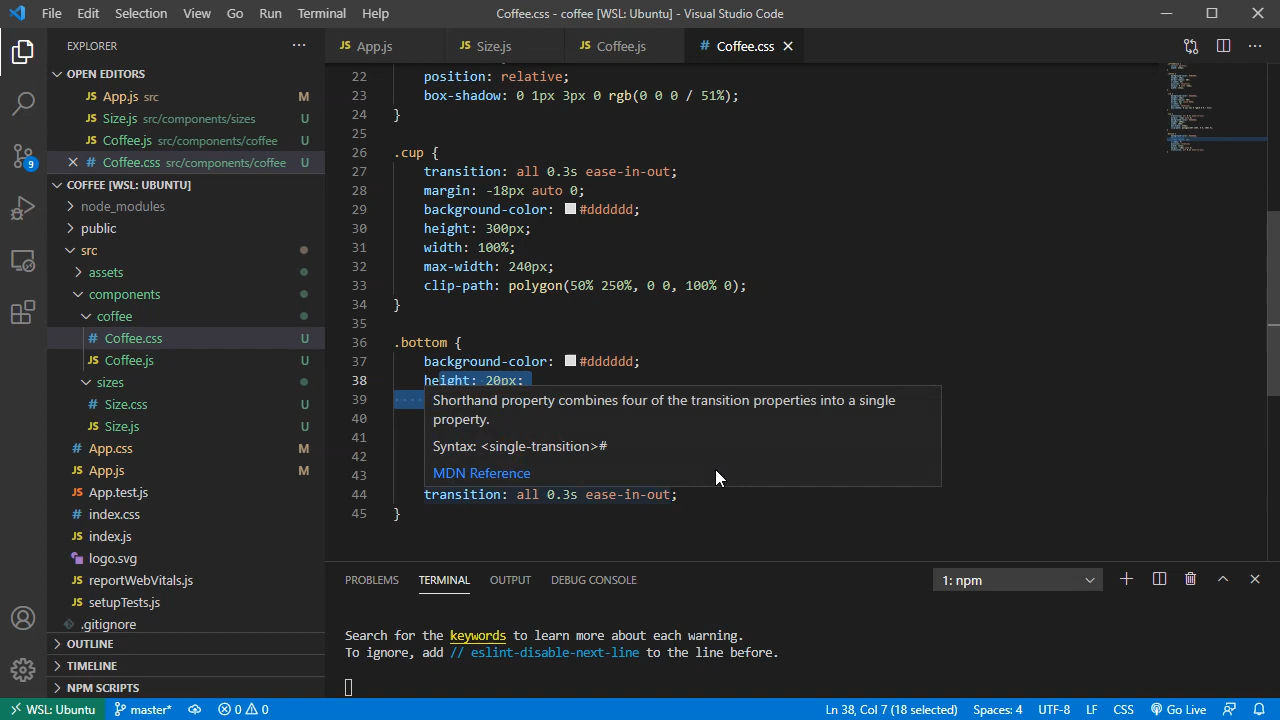 File Edit Selection View Go Run Terminal Help
Coffee.css - coffee [WSL: Ubuntu] - Visual Studio Code
EXPLORER
OPEN EDITORS
JS App.js src M
JS Size.js src/components/sizes U
JS Coffee.js src/components/coffee U
# Coffee.css src/components/coffee U
9
COFFEE [WSL: UBUNTU]
node_modules
public
src
assets
components
coffee
# Coffee.css U
JS Coffee.js U
sizes
# Size.css U
JS Size.js U
# App.css M
JS App.js M
JS App.test.js
# index.css
JS index.js
logo.svg
JS reportWebVitals.js
JS setupTests.js
.gitignore
OUTLINE
TIMELINE
NPM SCRIPTS
JS App.js
JS Size.js
JS Coffee.js
# Coffee.css
22 position: relative;
23 box-shadow: 0 1px 3px 0 rgb(0 0 0 / 51%);
24 }
25
26 .cup {
27 transition: all 0.3s ease-in-out;
28 margin: -18px auto 0;
29 background-color: #dddddd;
30 height: 300px;
31 width: 100%;
32 max-width: 240px;
33 clip-path: polygon(50% 250%, 0 0, 100% 0);
34 }
35
36 .bottom {
37 background-color: #dddddd;
38 height: 20px;
39
40
41
42
43
44 transition: all 0.3s ease-in-out;
45 }
Shorthand property combines four of the transition properties into a single
property.
Syntax: <single-transition>#
MDN Reference
PROBLEMS TERMINAL OUTPUT DEBUG CONSOLE
1: npm
Search for the keywords to learn more about each warning.
To ignore, add // eslint-disable-next-line to the line before.
WSL: Ubuntu master* 0 0
Ln 38, Col 7 (18 selected) Spaces: 4 UTF-8 LF CSS Go Live